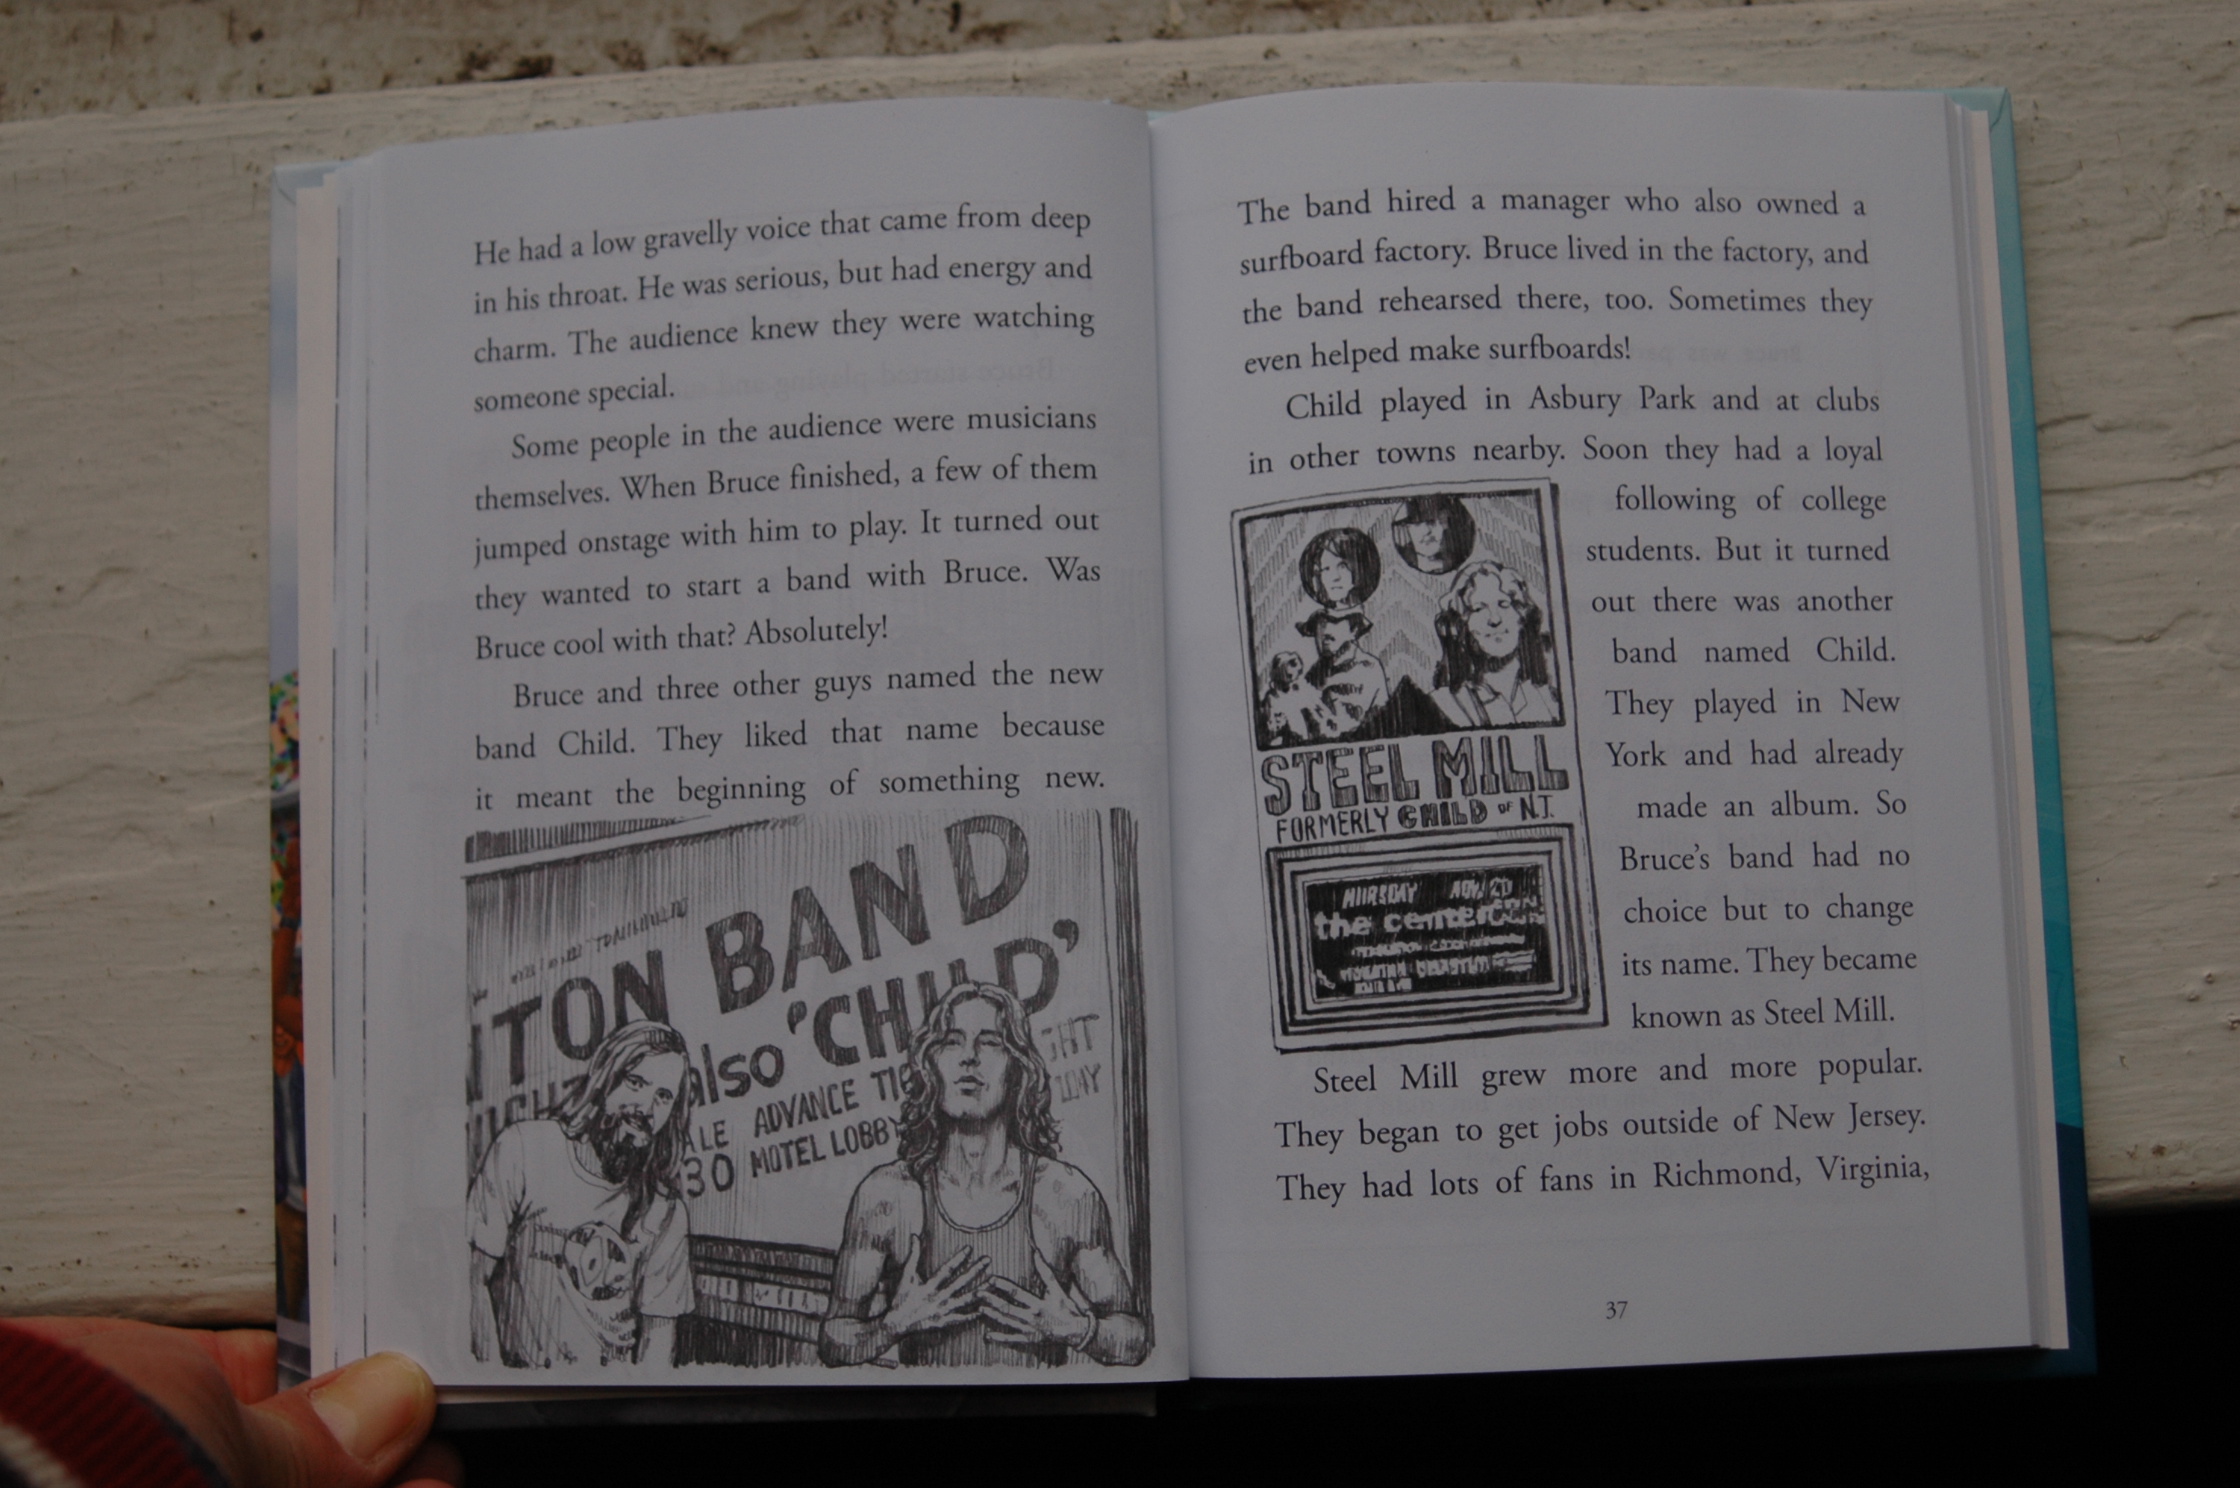 He had a low gravelly voice that came from deep
in his throat. He was serious, but had energy and
charm. The audience knew they were watching
someone special.
Some people in the audience were musicians
themselves. When Bruce finished, a few of them
jumped onstage with him to play. It turned out
they wanted to start a band with Bruce. Was
Bruce cool with that? Absolutely!
Bruce and three other guys named the new
band Child. They liked that name because
it meant the beginning of something new.
TON BAND
also 'CHILD'
ALE ADVANCE TIC
30 MOTEL LOBBY
The band hired a manager who also owned a
surfboard factory. Bruce lived in the factory, and
the band rehearsed there, too. Sometimes they
even helped make surfboards!
Child played in Asbury Park and at clubs
in other towns nearby. Soon they had a loyal
following of college
students. But it turned
out there was another
band named Child.
They played in New
York and had already
made an album. So
Bruce's band had no
choice but to change
its name. They became
known as Steel Mill.
STEEL MILL
FORMERLY CHILD OF N.J.
the center
Steel Mill grew more and more popular.
They began to get jobs outside of New Jersey.
They had lots of fans in Richmond, Virginia,
37